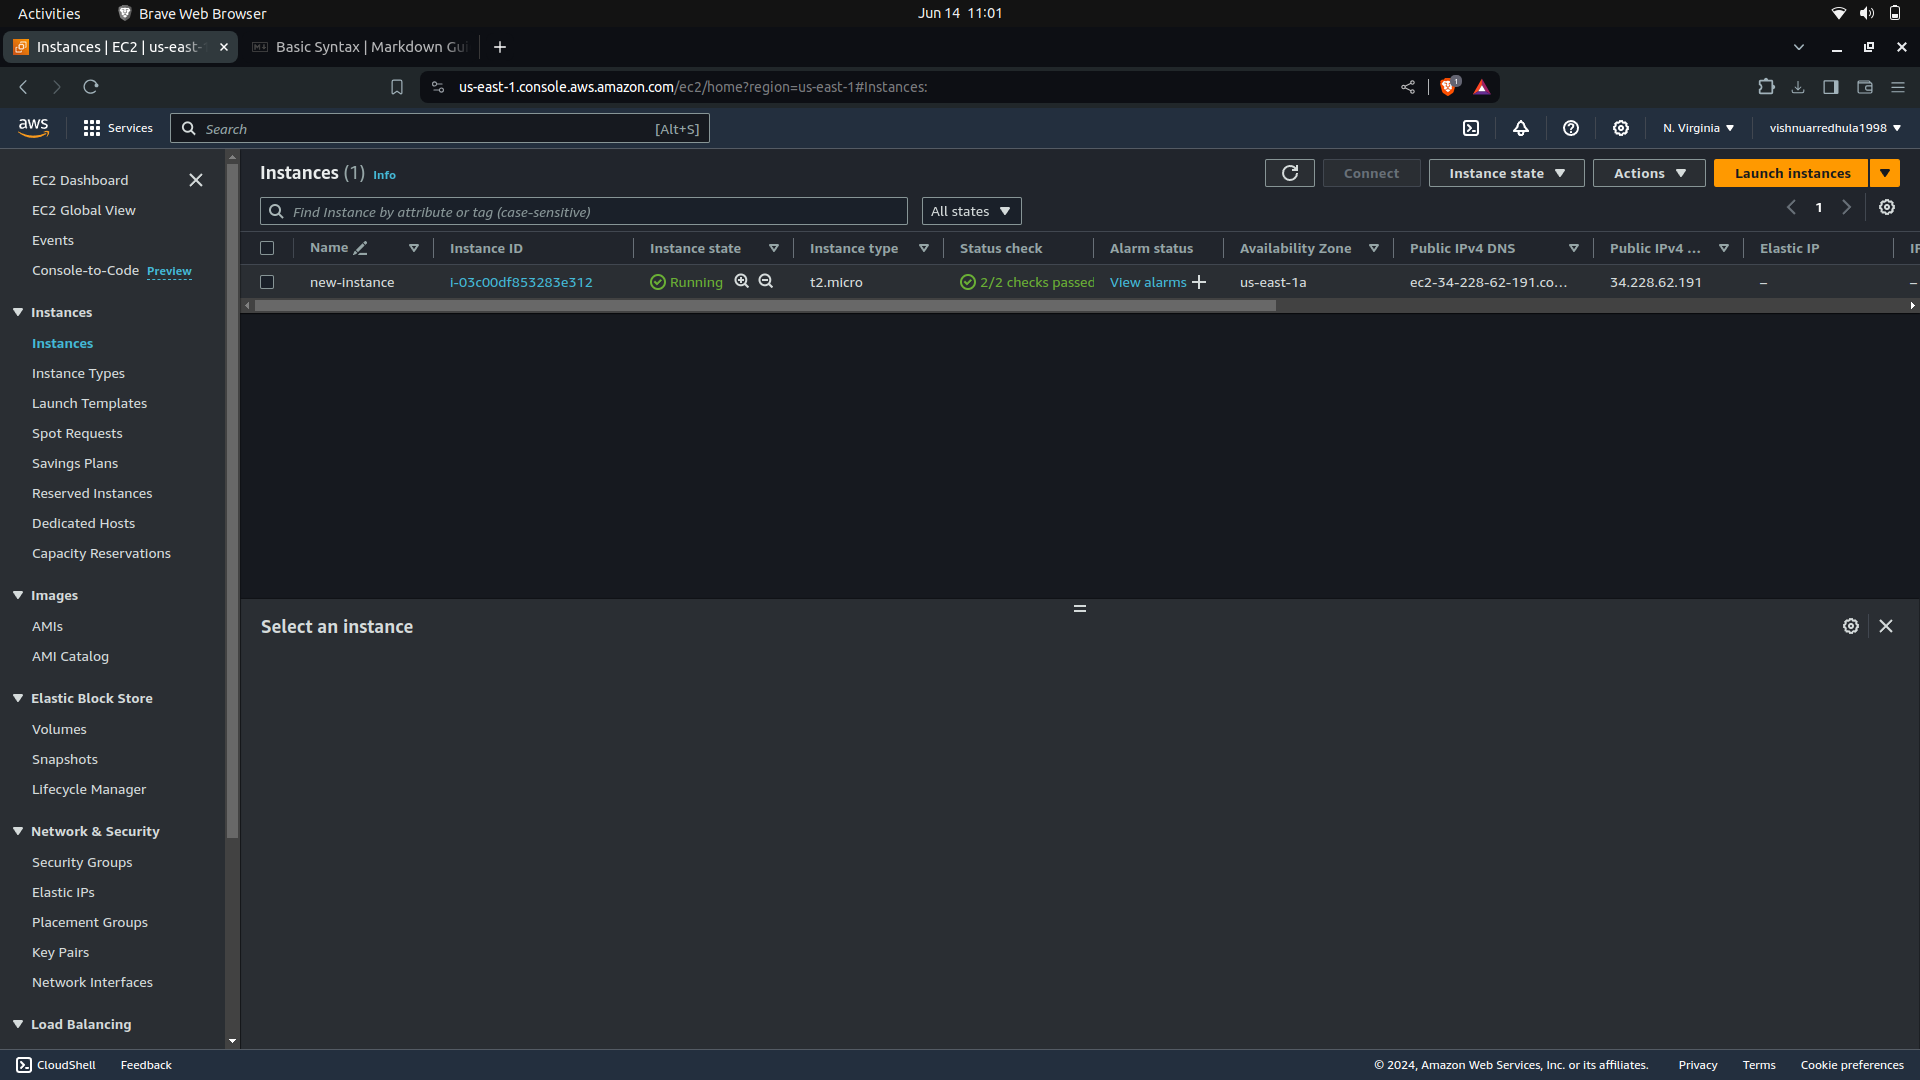 Activities
Brave Web Browser
Jun 14 11:01
Instances | EC2 | us-east-
Basic Syntax | Markdown Gui
us-east-1.console.aws.amazon.com/ec2/home?region=us-east-1#Instances:
1
aws
Services
Search
[Alt+S]
N. Virginia
vishnuarredhula1998
EC2 Dashboard
EC2 Global View
Events
Console-to-Code Preview
Instances
Instances
Instance Types
Launch Templates
Spot Requests
Savings Plans
Reserved Instances
Dedicated Hosts
Capacity Reservations
Images
AMIs
AMI Catalog
Elastic Block Store
Volumes
Snapshots
Lifecycle Manager
Network & Security
Security Groups
Elastic IPs
Placement Groups
Key Pairs
Network Interfaces
Load Balancing
Instances (1) Info
Connect
Instance state
Actions
Launch instances
Find Instance by attribute or tag (case-sensitive)
All states
1
Name Instance ID Instance state Instance type Status check Alarm status Availability Zone Public IPv4 DNS Public IPv4 ... Elastic IP
new-instance i-03c00df853283e312 Running t2.micro 2/2 checks passed View alarms + us-east-1a ec2-34-228-62-191.co... 34.228.62.191 – –
Select an instance
CloudShell
Feedback
© 2024, Amazon Web Services, Inc. or its affiliates.
Privacy
Terms
Cookie preferences